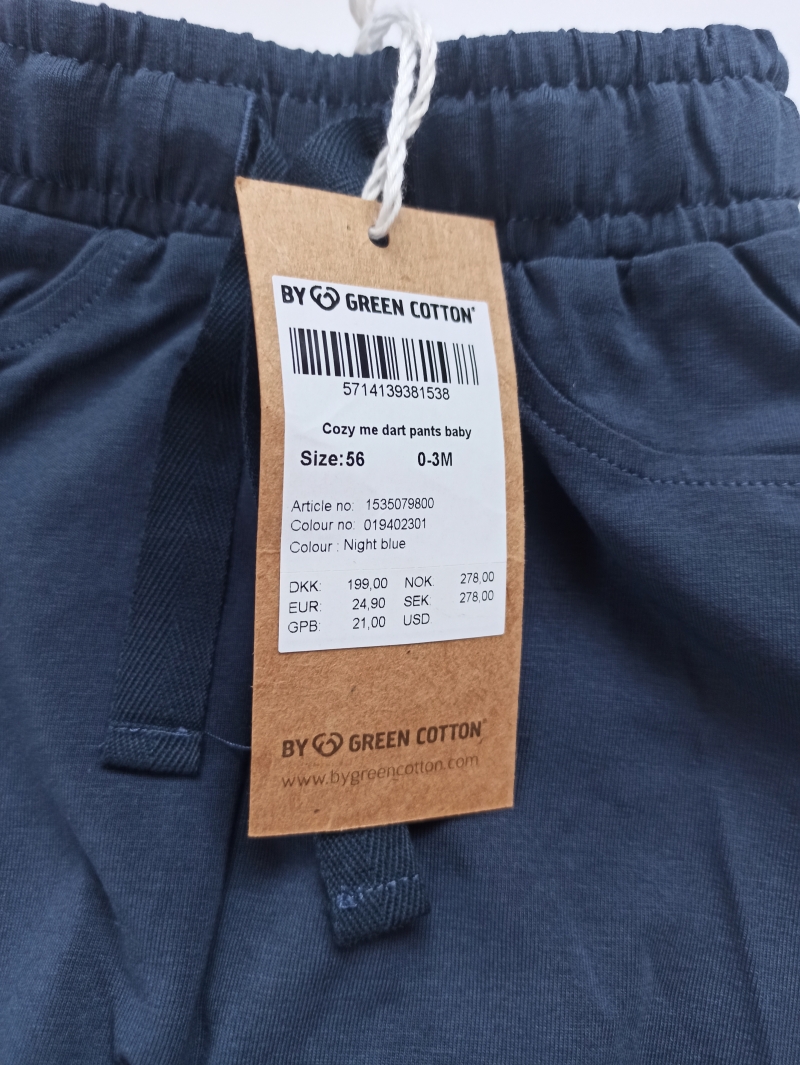 BY GREEN COTTON®
5714139381538
Cozy me dart pants baby
Size:56 0-3M
Article no: 1535079800
Colour no: 019402301
Colour : Night blue
DKK: 199,00 NOK: 278,00
EUR: 24,90 SEK: 278,00
GPB: 21,00 USD:
BY GREEN COTTON®
www.bygreencotton.com